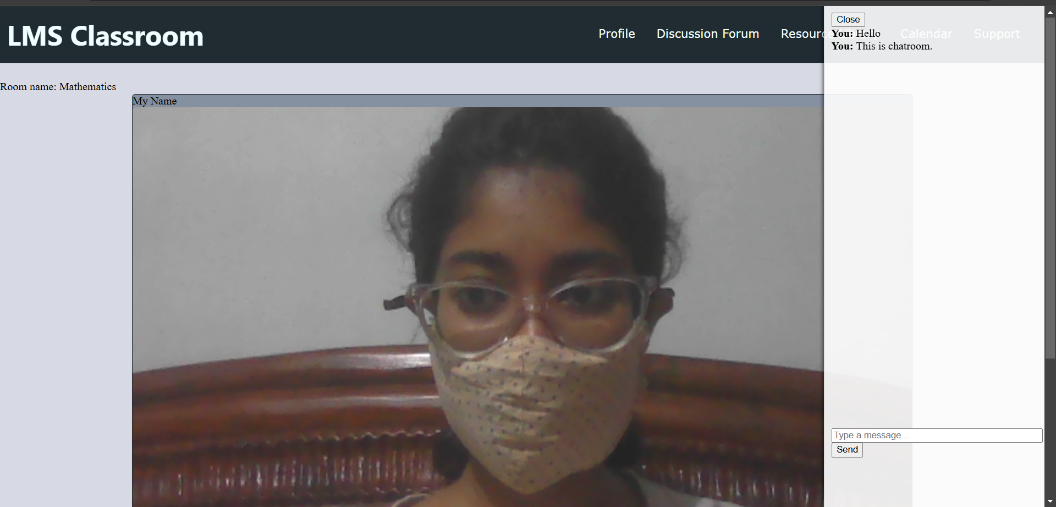 LMS Classroom
Profile Discussion Forum Resour Calendar Support
Close
You: Hello
You: This is chatroom.
Room name: Mathematics
My Name
Type a message
Send